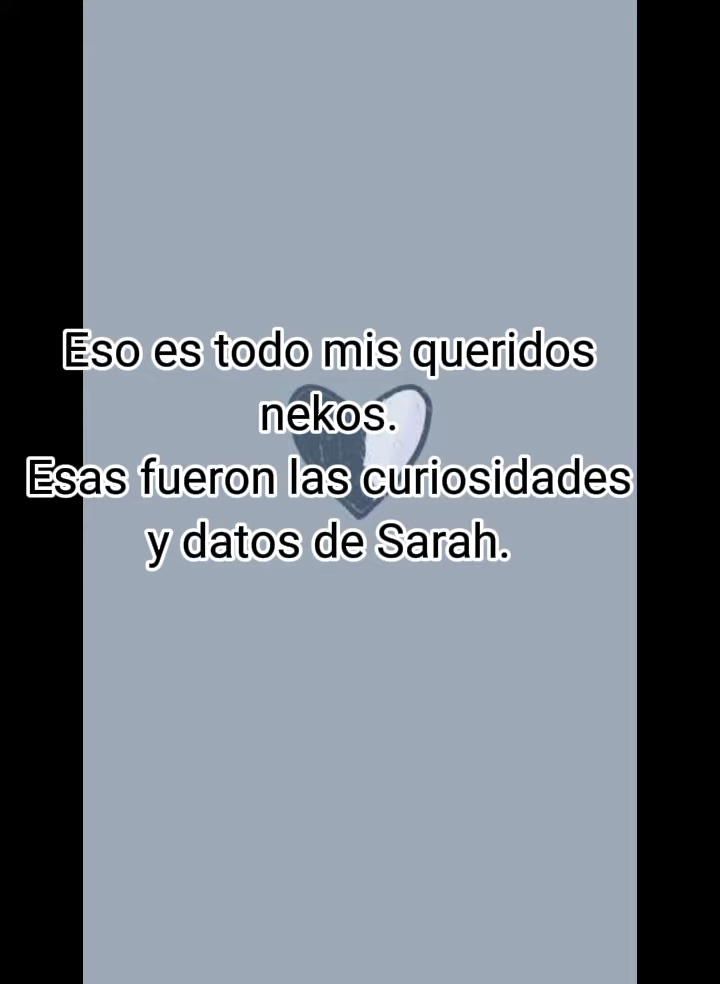 Eso es todo mis queridos
nekos.
Esas fueron las curiosidades
y datos de Sarah.